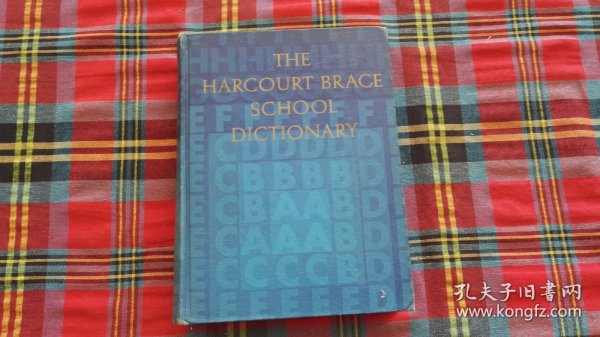 THE
HARCOURT BRACE
SCHOOL
DICTIONARY
E C B B B B D
E C B A A B D
E C A A A B D
E C C C C B D
孔夫子旧书网
www.kongfz.com